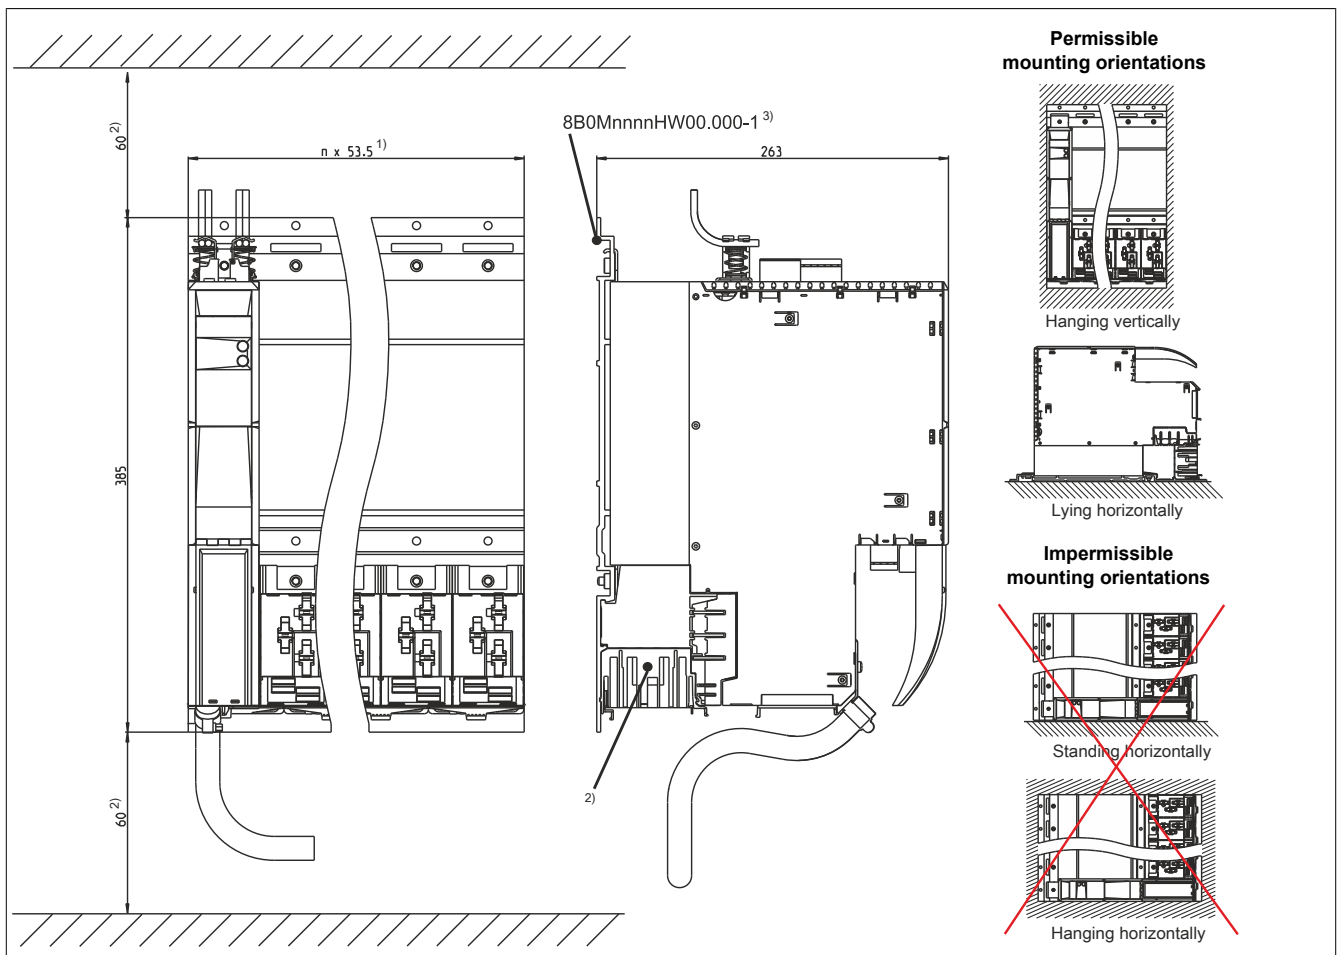 60 2)
n x 53.5 1)
385
60 2)
8B0MnnnnHW00.000-1 3)
263
2)
Permissible
mounting orientations
Hanging vertically
Lying horizontally
Impermissible
mounting orientations
Standing horizontally
Hanging horizontally